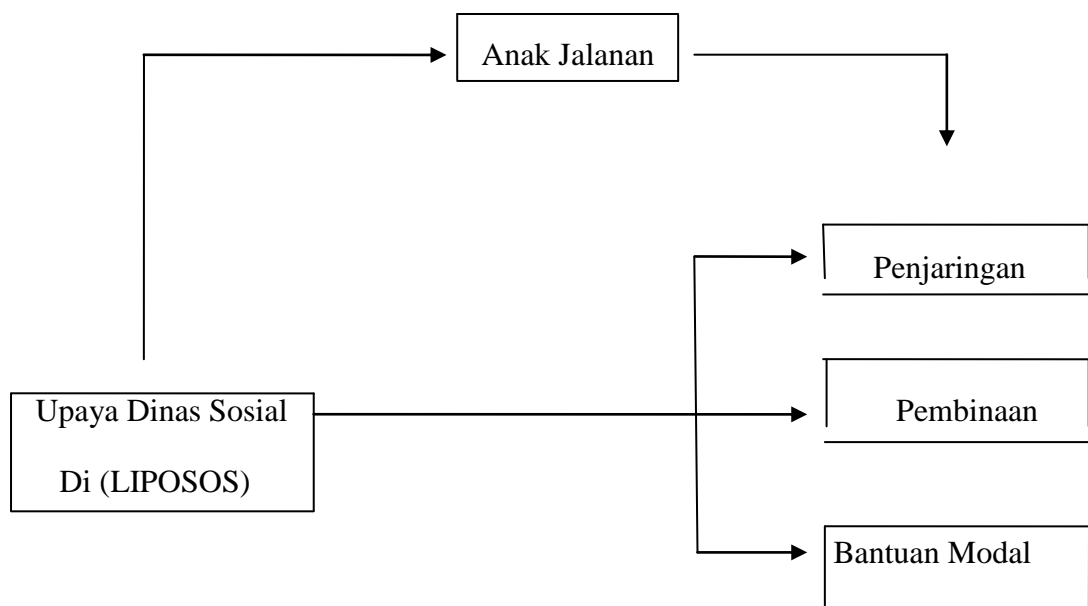 Anak Jalanan
Penjaringan
Upaya Dinas Sosial
Di (LIPOSOS)
Pembinaan
Bantuan Modal